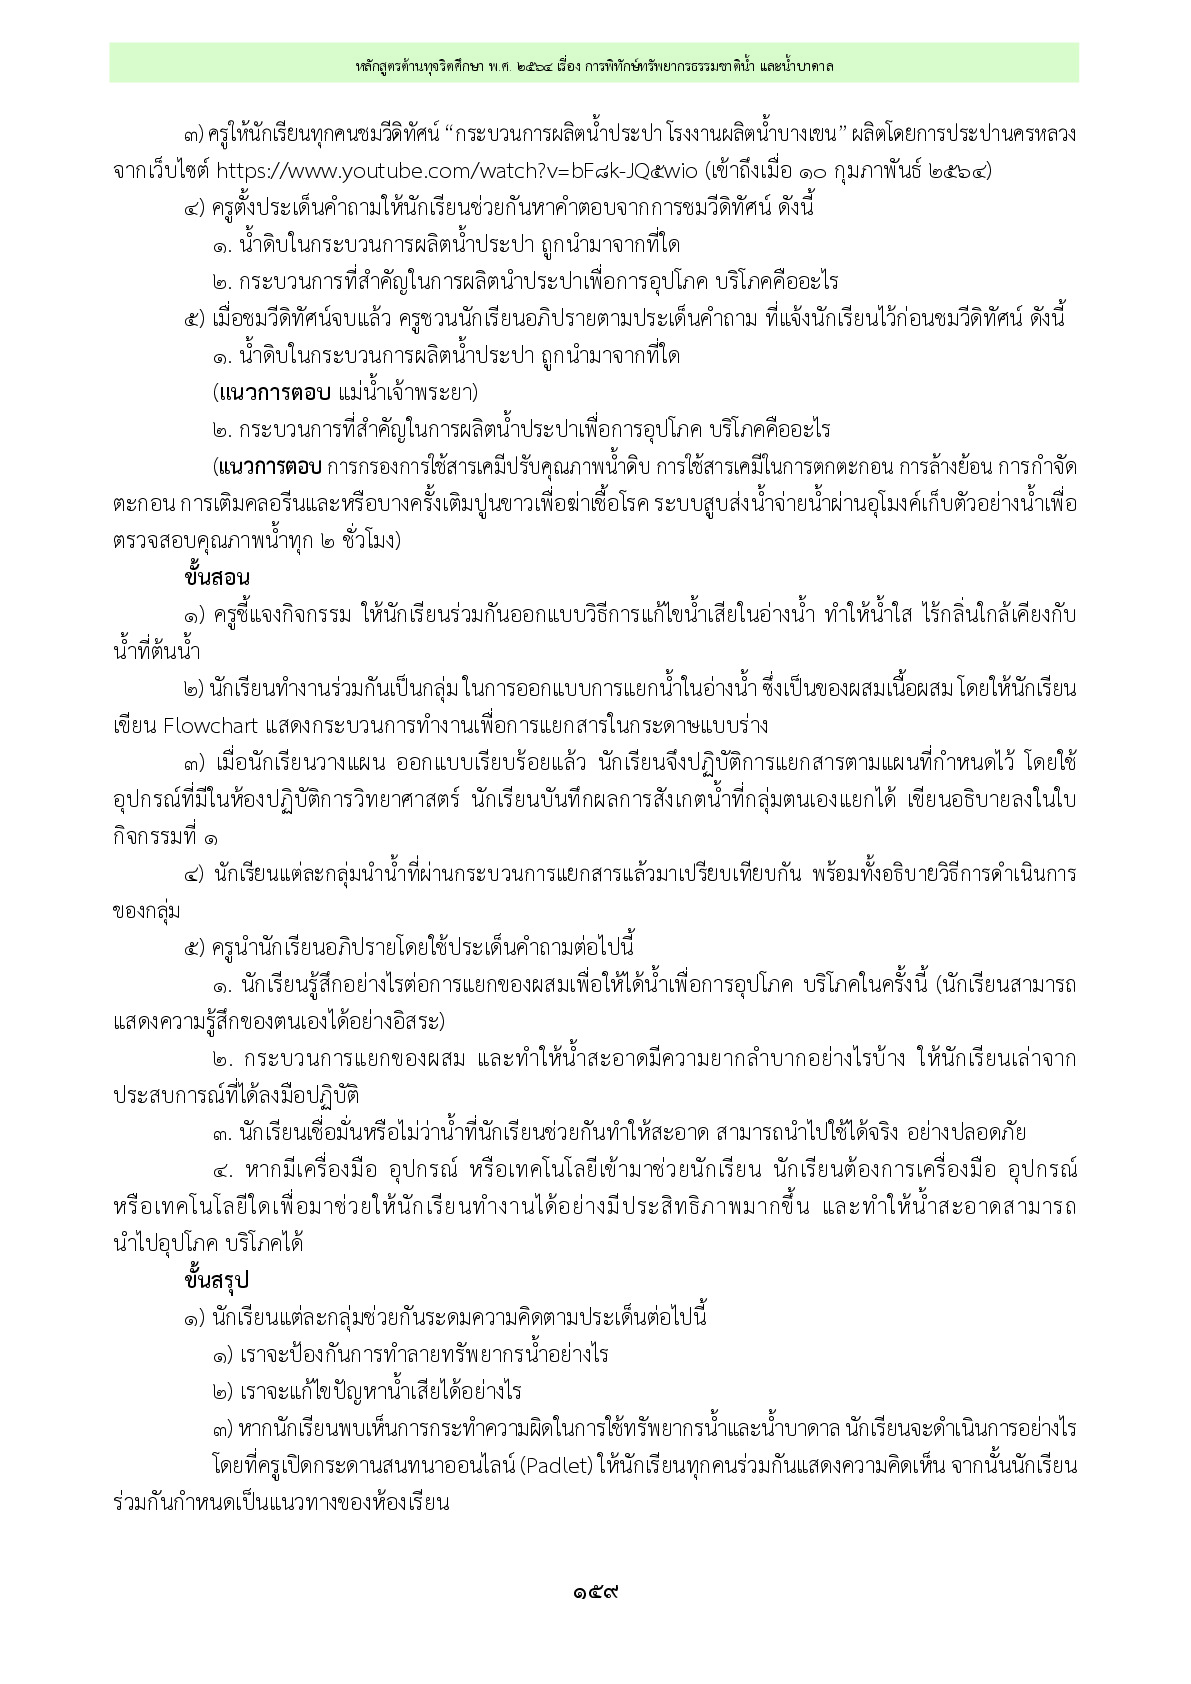 หลักสูตรต้านทุจริตศึกษา พ.ศ. ๒๕๖๔ เรื่อง การพิทักษ์ทรัพยากรธรรมชาติน้ำ และน้ำบาดาล
๓) ครูให้นักเรียนทุกคนชมวีดิทัศน์ “กระบวนการผลิตน้ำประปา โรงงานผลิตน้ำบางเขน” ผลิตโดยการประปานครหลวง
จากเว็บไซต์ https://www.youtube.com/watch?v=bF๘k-JQ๕wio (เข้าถึงเมื่อ ๑๐ กุมภาพันธ์ ๒๕๖๔)
๔) ครูตั้งประเด็นคำถามให้นักเรียนช่วยกันหาคำตอบจากการชมวีดิทัศน์ ดังนี้
๑. น้ำดิบในกระบวนการผลิตน้ำประปา ถูกนำมาจากที่ใด
๒. กระบวนการที่สำคัญในการผลิตนำประปาเพื่อการอุปโภค บริโภคคืออะไร
๕) เมื่อชมวีดิทัศน์จบแล้ว ครูชวนนักเรียนอภิปรายตามประเด็นคำถาม ที่แจ้งนักเรียนไว้ก่อนชมวีดิทัศน์ ดังนี้
๑. น้ำดิบในกระบวนการผลิตน้ำประปา ถูกนำมาจากที่ใด
(แนวการตอบ แม่น้ำเจ้าพระยา)
๒. กระบวนการที่สำคัญในการผลิตน้ำประปาเพื่อการอุปโภค บริโภคคืออะไร
(แนวการตอบ การกรองการใช้สารเคมีปรับคุณภาพน้ำดิบ การใช้สารเคมีในการตกตะกอน การล้างย้อน การกำจัด
ตะกอน การเติมคลอรีนและหรือบางครั้งเติมปูนขาวเพื่อฆ่าเชื้อโรค ระบบสูบส่งน้ำจ่ายน้ำผ่านอุโมงค์เก็บตัวอย่างน้ำเพื่อ
ตรวจสอบคุณภาพน้ำทุก ๒ ชั่วโมง)
ขั้นสอน
๑) ครูชี้แจงกิจกรรม ให้นักเรียนร่วมกันออกแบบวิธีการแก้ไขน้ำเสียในอ่างน้ำ ทำให้น้ำใส ไร้กลิ่นใกล้เคียงกับ
น้ำที่ต้นน้ำ
๒) นักเรียนทำงานร่วมกันเป็นกลุ่ม ในการออกแบบการแยกน้ำในอ่างน้ำ ซึ่งเป็นของผสมเนื้อผสม โดยให้นักเรียน
เขียน Flowchart แสดงกระบวนการทำงานเพื่อการแยกสารในกระดาษแบบร่าง
๓) เมื่อนักเรียนวางแผน ออกแบบเรียบร้อยแล้ว นักเรียนจึงปฏิบัติการแยกสารตามแผนที่กำหนดไว้ โดยใช้
อุปกรณ์ที่มีในห้องปฏิบัติการวิทยาศาสตร์ นักเรียนบันทึกผลการสังเกตน้ำที่กลุ่มตนเองแยกได้ เขียนอธิบายลงในใบ
กิจกรรมที่ ๑
๔) นักเรียนแต่ละกลุ่มนำน้ำที่ผ่านกระบวนการแยกสารแล้วมาเปรียบเทียบกัน พร้อมทั้งอธิบายวิธีการดำเนินการ
ของกลุ่ม
๕) ครูนำนักเรียนอภิปรายโดยใช้ประเด็นคำถามต่อไปนี้
๑. นักเรียนรู้สึกอย่างไรต่อการแยกของผสมเพื่อให้ได้น้ำเพื่อการอุปโภค บริโภคในครั้งนี้ (นักเรียนสามารถ
แสดงความรู้สึกของตนเองได้อย่างอิสระ)
๒. กระบวนการแยกของผสม และทำให้น้ำสะอาดมีความยากลำบากอย่างไรบ้าง ให้นักเรียนเล่าจาก
ประสบการณ์ที่ได้ลงมือปฏิบัติ
๓. นักเรียนเชื่อมั่นหรือไม่ว่าน้ำที่นักเรียนช่วยกันทำให้สะอาด สามารถนำไปใช้ได้จริง อย่างปลอดภัย
๔. หากมีเครื่องมือ อุปกรณ์ หรือเทคโนโลยีเข้ามาช่วยนักเรียน นักเรียนต้องการเครื่องมือ อุปกรณ์
หรือเทคโนโลยีใดเพื่อมาช่วยให้นักเรียนทำงานได้อย่างมีประสิทธิภาพมากขึ้น และทำให้น้ำสะอาดสามารถ
นำไปอุปโภค บริโภคได้
ขั้นสรุป
๑) นักเรียนแต่ละกลุ่มช่วยกันระดมความคิดตามประเด็นต่อไปนี้
๑) เราจะป้องกันการทำลายทรัพยากรน้ำอย่างไร
๒) เราจะแก้ไขปัญหาน้ำเสียได้อย่างไร
๓) หากนักเรียนพบเห็นการกระทำความผิดในการใช้ทรัพยากรน้ำและน้ำบาดาล นักเรียนจะดำเนินการอย่างไร
โดยที่ครูเปิดกระดานสนทนาออนไลน์ (Padlet) ให้นักเรียนทุกคนร่วมกันแสดงความคิดเห็น จากนั้นนักเรียน
ร่วมกันกำหนดเป็นแนวทางของห้องเรียน
๑๕๙